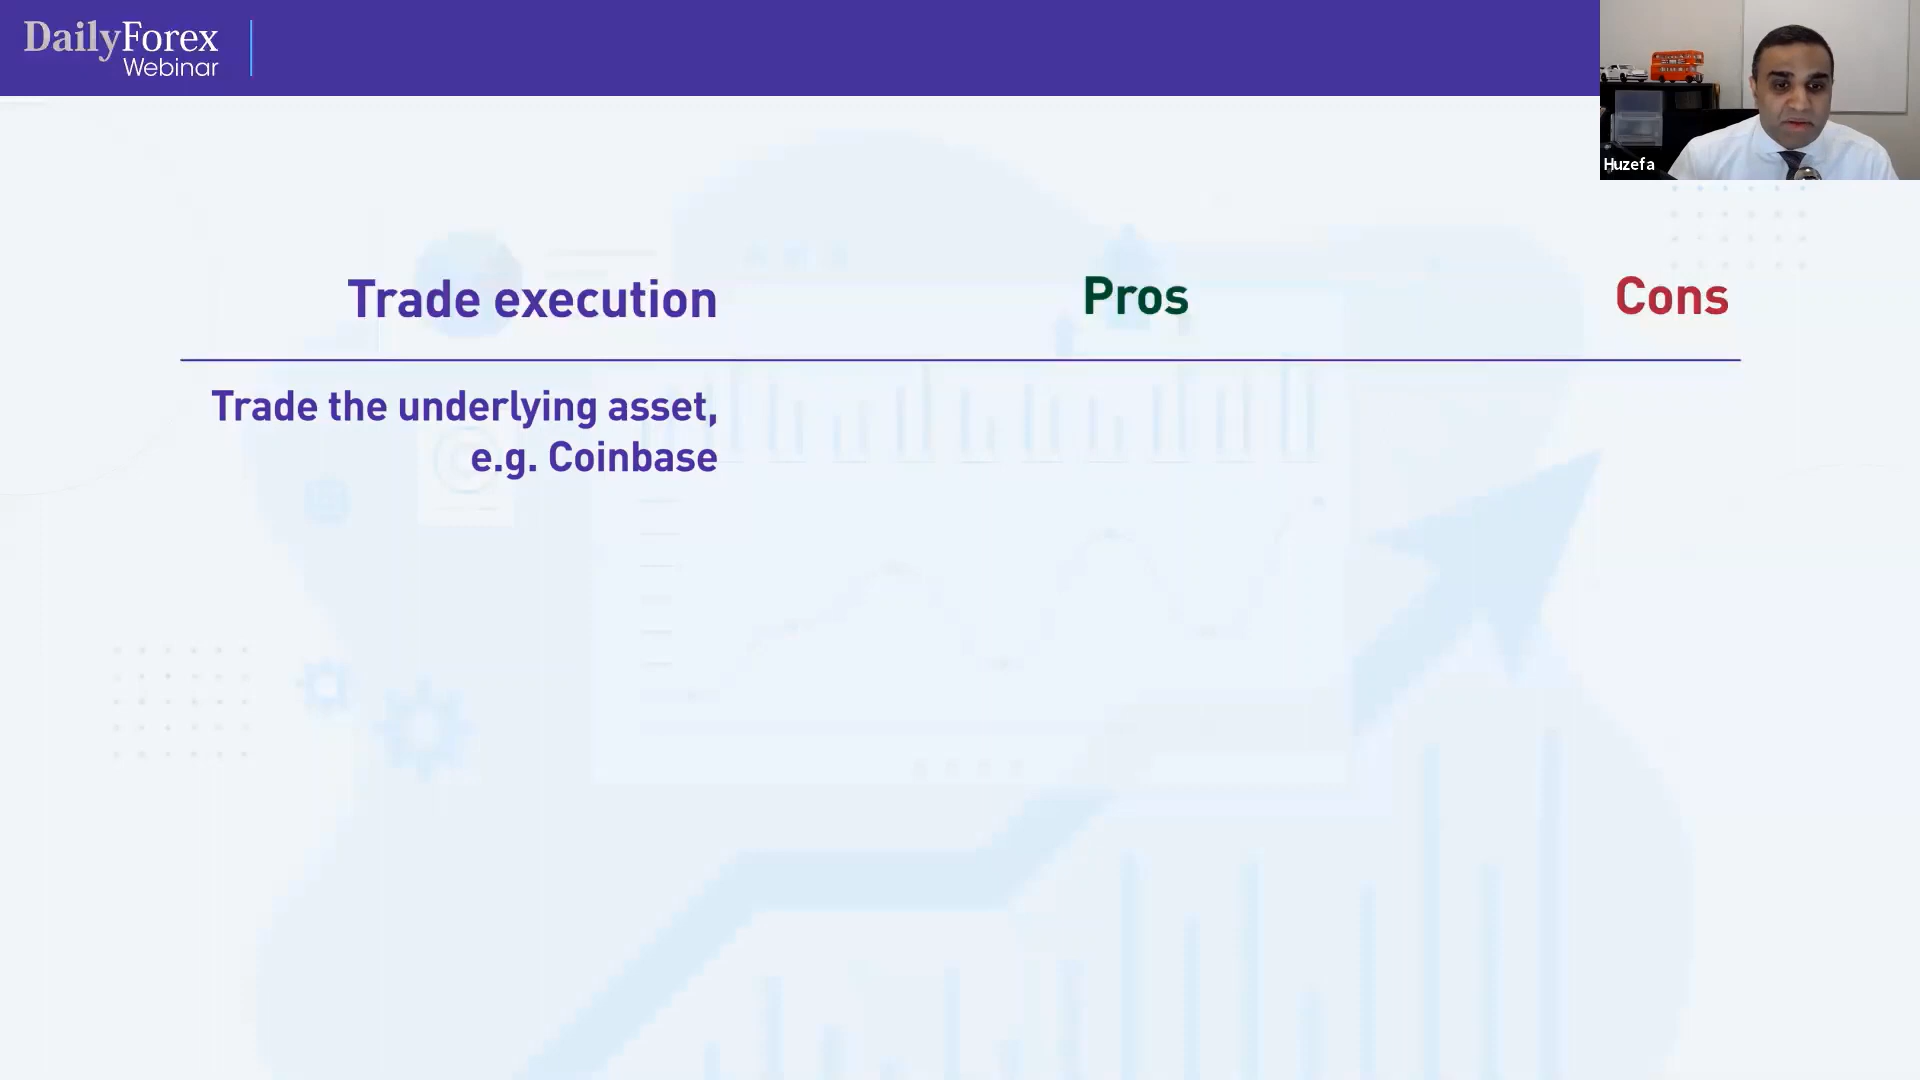 DailyForex
Webinar
Huzefa
Trade execution
Pros
Cons
Trade the underlying asset,
e.g. Coinbase